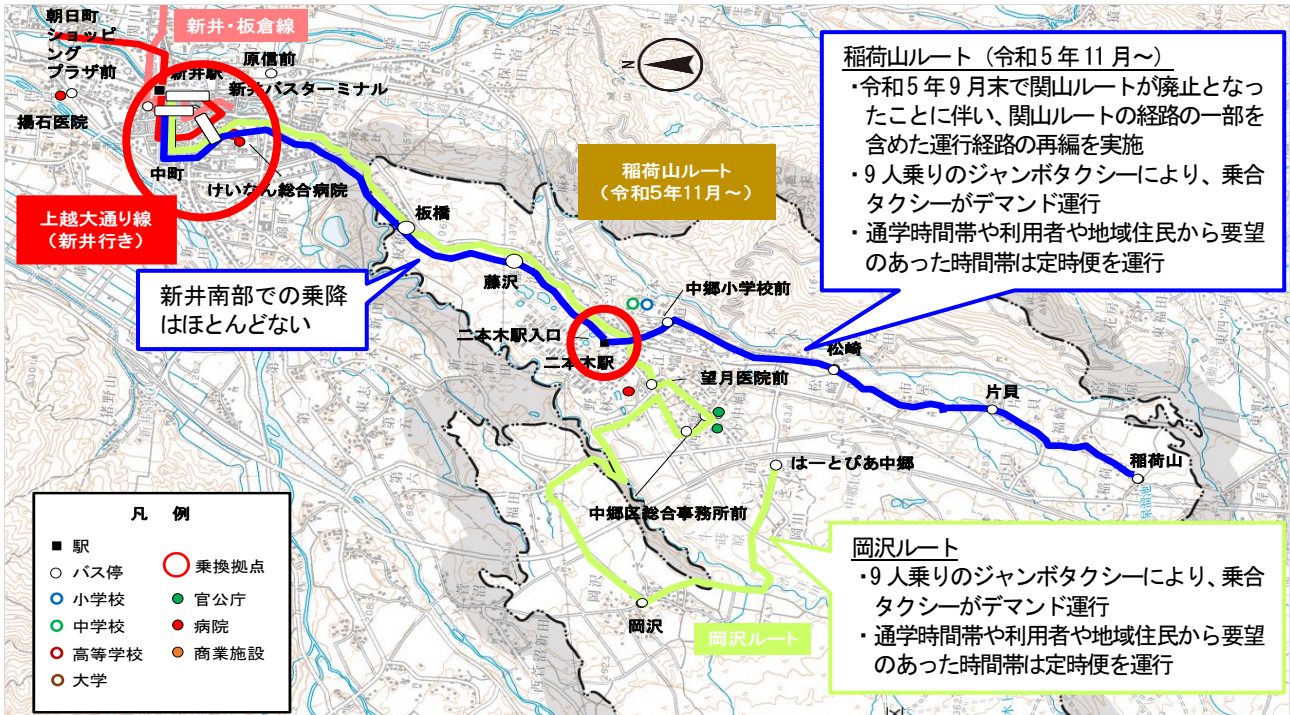 朝日町
ショッピ
ング
プラザ前
新井・板倉線
新井駅
原信前
新井バスターミナル
揚石医院
中町
けいなん総合病院
上越大通り線
(新井行き)
N
板橋
藤沢
新井南部での乗降
はほとんどない
稲荷山ルート
(令和5年11月~)
中郷小学校前
二本木駅入口
二本木駅
望月医院前
松崎
片貝
稲荷山
はーとぴあ中郷
中郷区総合事務所前
岡沢
岡沢ルート
稲荷山ルート(令和5年11月~)
・令和5年9月末で関山ルートが廃止となっ
たことに伴い、関山ルートの経路の一部を
含めた運行経路の再編を実施
・9人乗りのジャンボタクシーにより、乗合
タクシーがデマンド運行
・通学時間帯や利用者や地域住民から要望
のあった時間帯は定時便を運行
岡沢ルート
・9人乗りのジャンボタクシーにより、乗合
タクシーがデマンド運行
・通学時間帯や利用者や地域住民から要望
のあった時間帯は定時便を運行
凡 例
駅
バス停
小学校
中学校
高等学校
大学
乗換拠点
官公庁
病院
商業施設